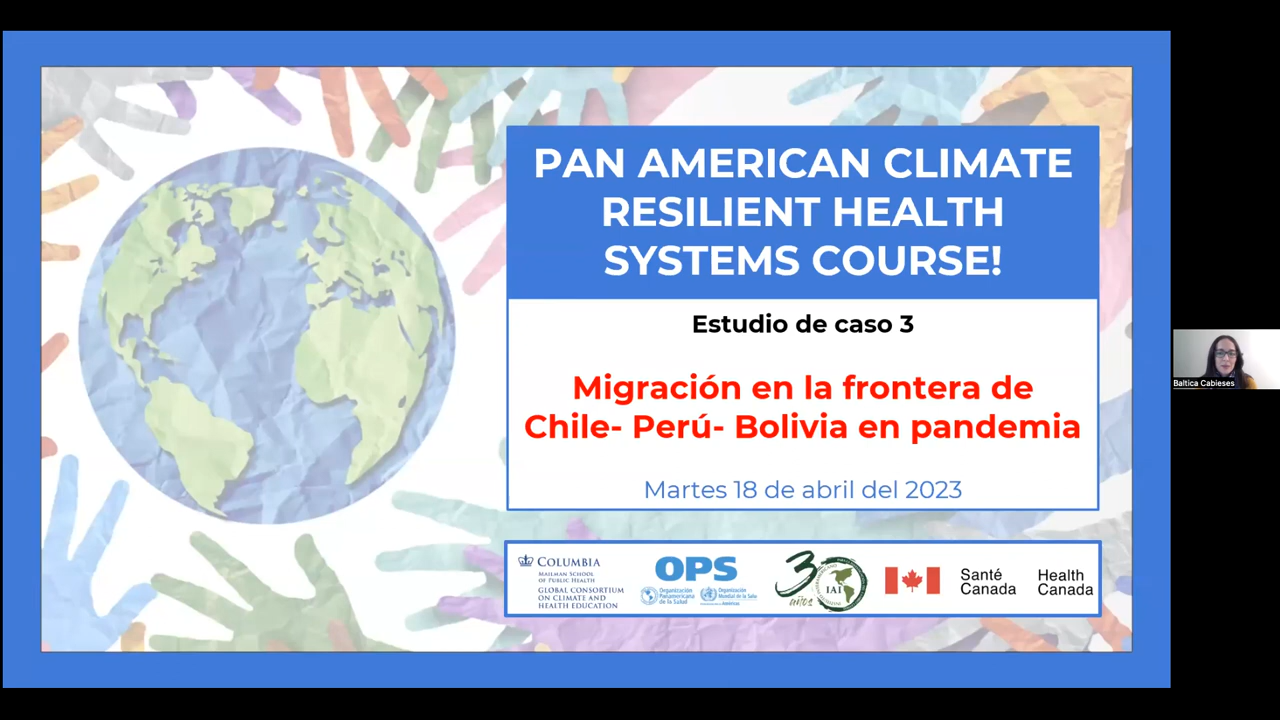 PAN AMERICAN CLIMATE
RESILIENT HEALTH
SYSTEMS COURSE!
Estudio de caso 3
Migración en la frontera de
Chile- Perú- Bolivia en pandemia
Martes 18 de abril del 2023
COLUMBIA
MAILMAN SCHOOL
OF PUBLIC HEALTH
GLOBAL CONSORTIUM
ON CLIMATE AND
HEALTH EDUCATION
OPS
Organización
Panamericana
de la Salud
Organización
Mundial de la Salud
30
años
IAI
Santé
Canada
Health
Canada
Baltica Cabieses